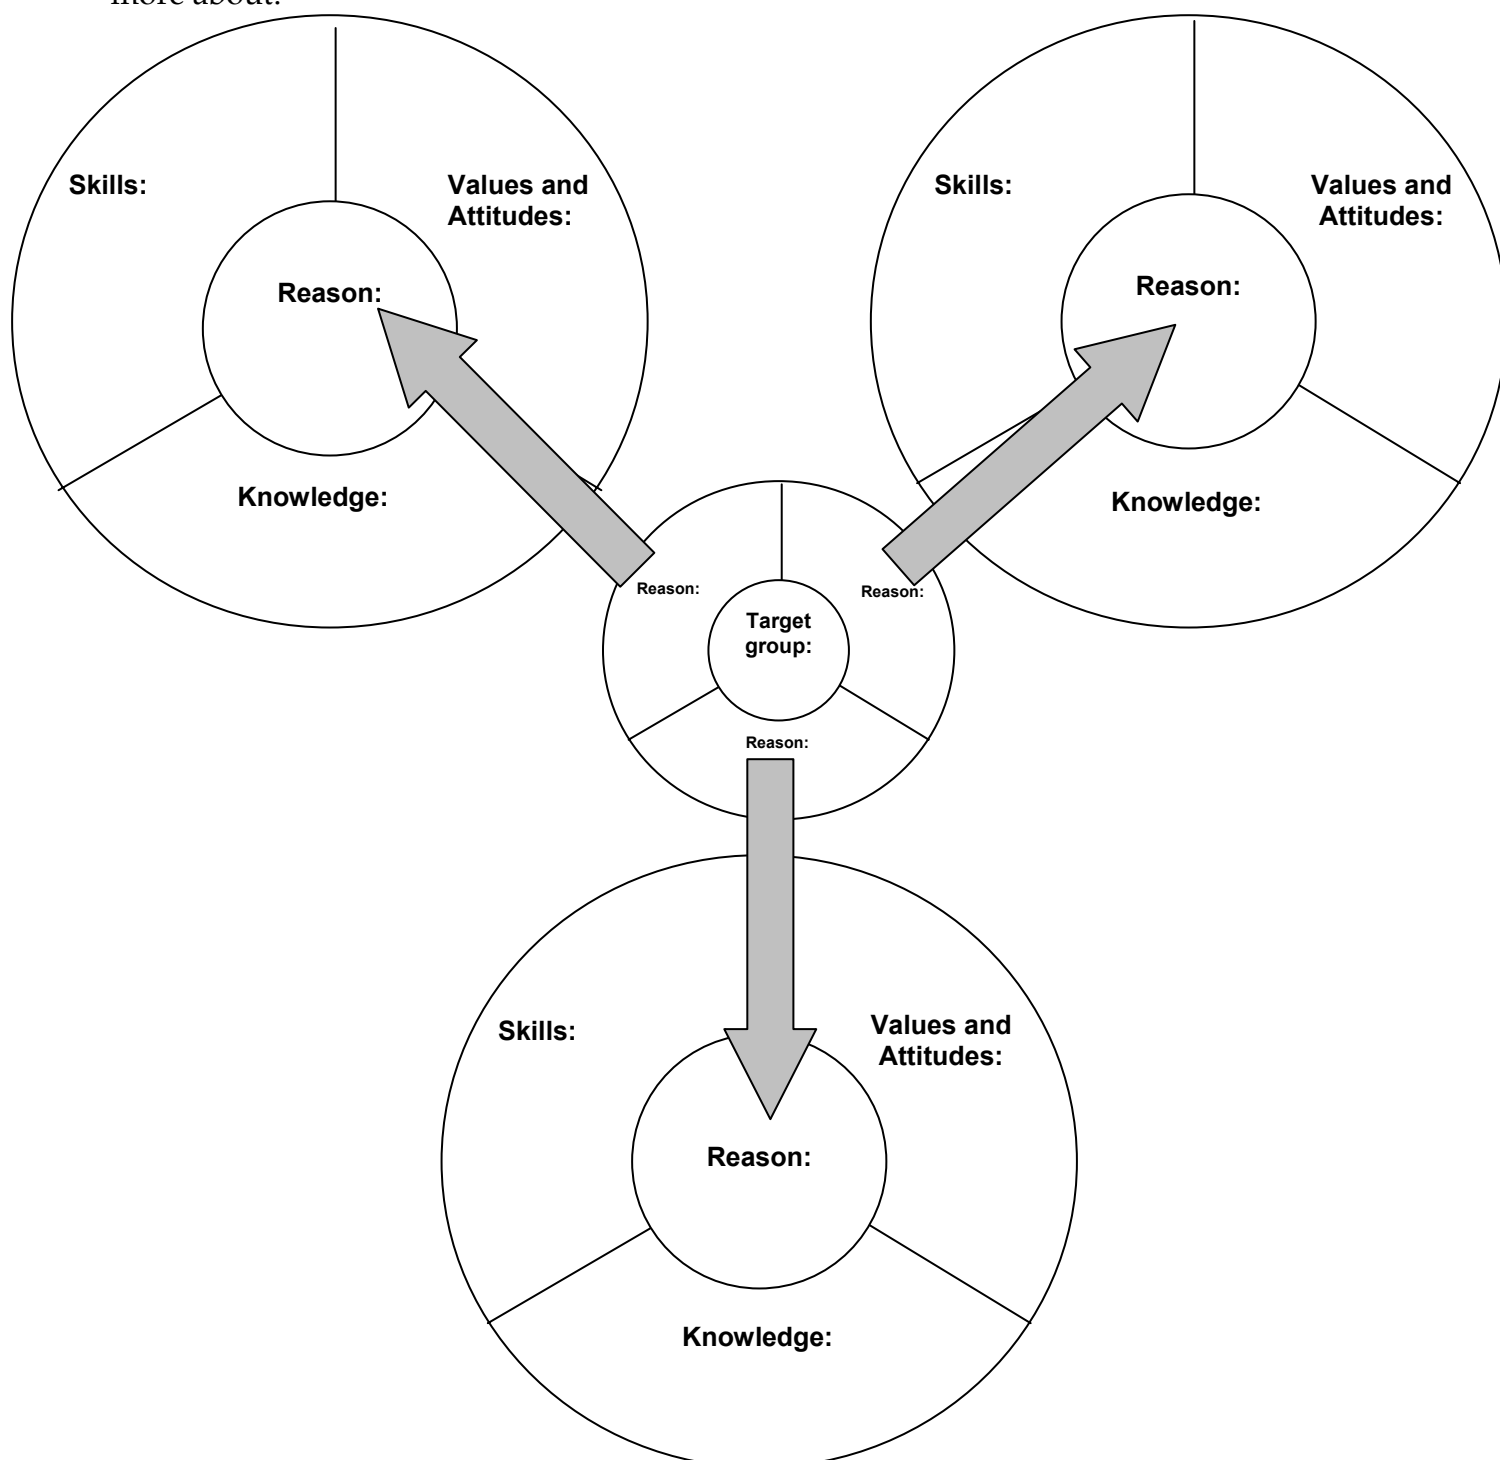 more about.
Skills:
Values and
Attitudes:
Reason:
Knowledge:
Skills:
Values and
Attitudes:
Reason:
Knowledge:
Reason:
Reason:
Target
group:
Reason:
Skills:
Values and
Attitudes:
Reason:
Knowledge: